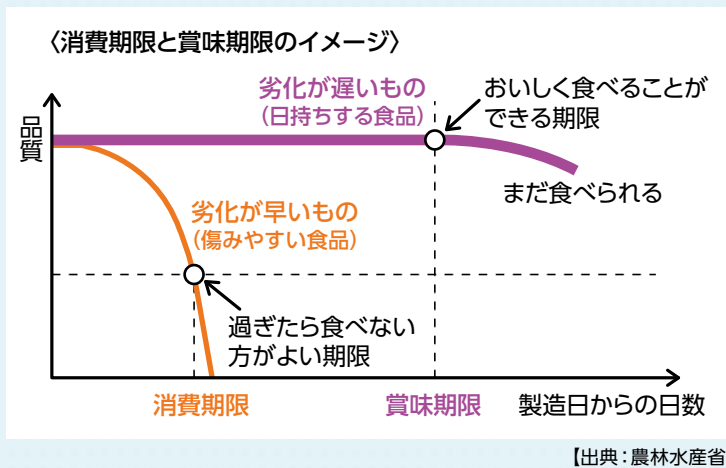 〈消費期限と賞味期限のイメージ〉
品質
劣化が遅いもの
（日持ちする食品）
おいしく食べることが
できる期限
まだ食べられる
劣化が早いもの
（傷みやすい食品）
過ぎたら食べない
方がよい期限
消費期限
賞味期限
製造日からの日数
【出典：農林水産省